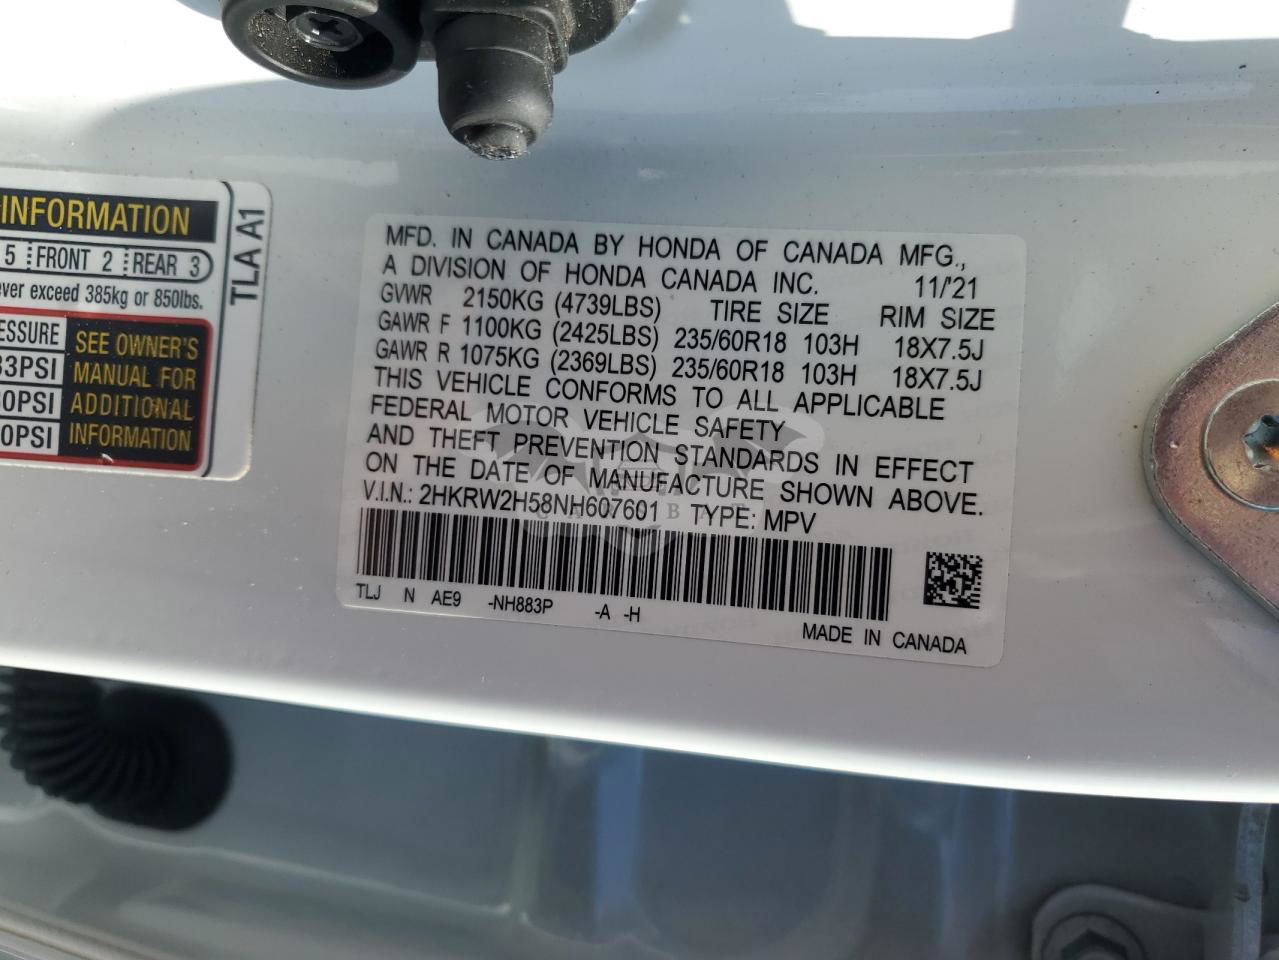 INFORMATION
5 FRONT 2 REAR 3
ever exceed 385kg or 850lbs.
SEE OWNER'S
MANUAL FOR
ADDITIONAL
INFORMATION
TLA A1
MFD. IN CANADA BY HONDA OF CANADA MFG.,
A DIVISION OF HONDA CANADA INC. 11/'21
GVWR 2150KG (4739LBS) TIRE SIZE RIM SIZE
GAWR F 1100KG (2425LBS) 235/60R18 103H 18X7.5J
GAWR R 1075KG (2369LBS) 235/60R18 103H 18X7.5J
THIS VEHICLE CONFORMS TO ALL APPLICABLE
FEDERAL MOTOR VEHICLE SAFETY
AND THEFT PREVENTION STANDARDS IN EFFECT
ON THE DATE OF MANUFACTURE SHOWN ABOVE.
V.I.N.: 2HKRW2H58NH607601 TYPE: MPV
TLJ N AE9 -NH883P -A -H
MADE IN CANADA